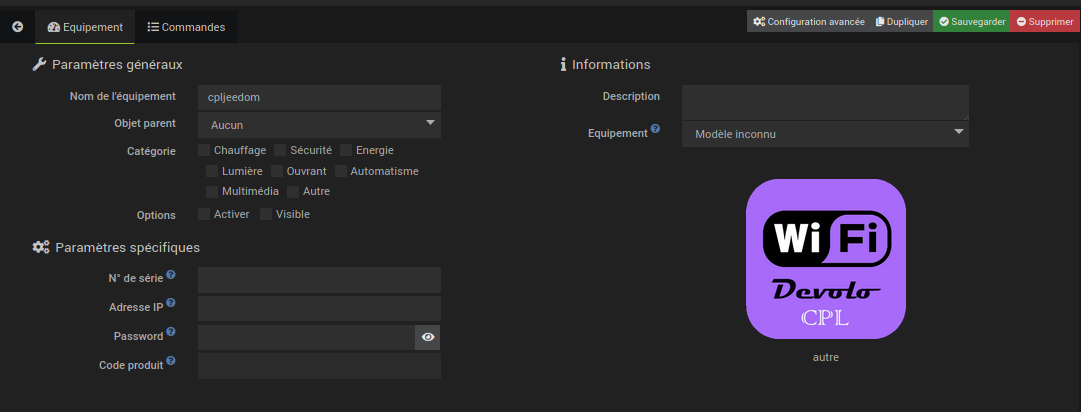 Equipement Commandes Configuration avancée Dupliquer Sauvegarder Supprimer
Paramètres généraux
Nom de l'équipement cpljeedom
Objet parent Aucun
Catégorie Chauffage Sécurité Energie
Lumière Ouvrant Automatisme
Multimédia Autre
Options Activer Visible
Paramètres spécifiques
N° de série ?
Adresse IP ?
Password ?
Code produit ?
Informations
Description
Equipement ? Modèle inconnu
Wi Fi
Devolo
CPL
autre